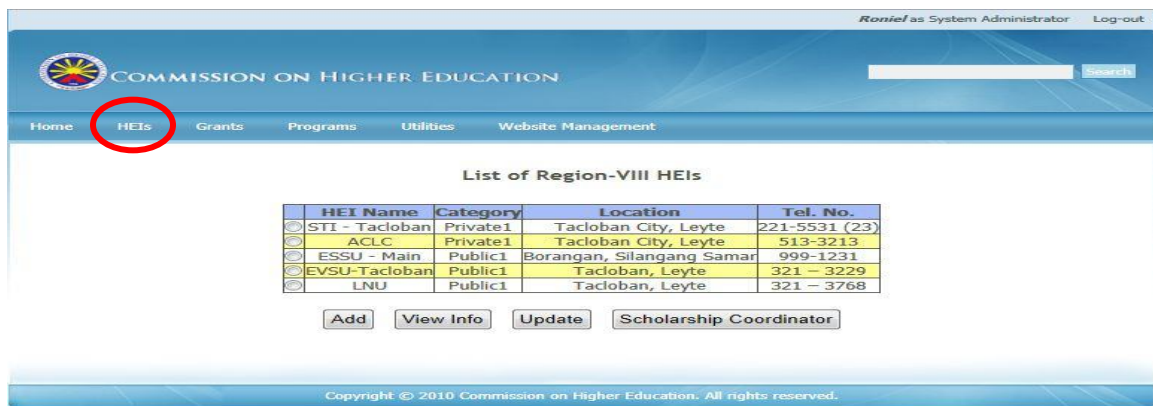 Roniel as System Administrator Log-out
COMMISSION ON HIGHER EDUCATION
Search
Home HEIs Grants Programs Utilities Website Management
List of Region-VIII HEIs
HEI Name Category Location Tel. No.
STI - Tacloban Private1 Tacloban City, Leyte 221-5531 (23)
ACLC Private1 Tacloban City, Leyte 513-3213
ESSU - Main Public1 Borangan, Silangang Samar 999-1231
EVSU-Tacloban Public1 Tacloban, Leyte 321 – 3229
LNU Public1 Tacloban, Leyte 321 – 3768
Add View Info Update Scholarship Coordinator
Copyright © 2010 Commission on Higher Education. All rights reserved.